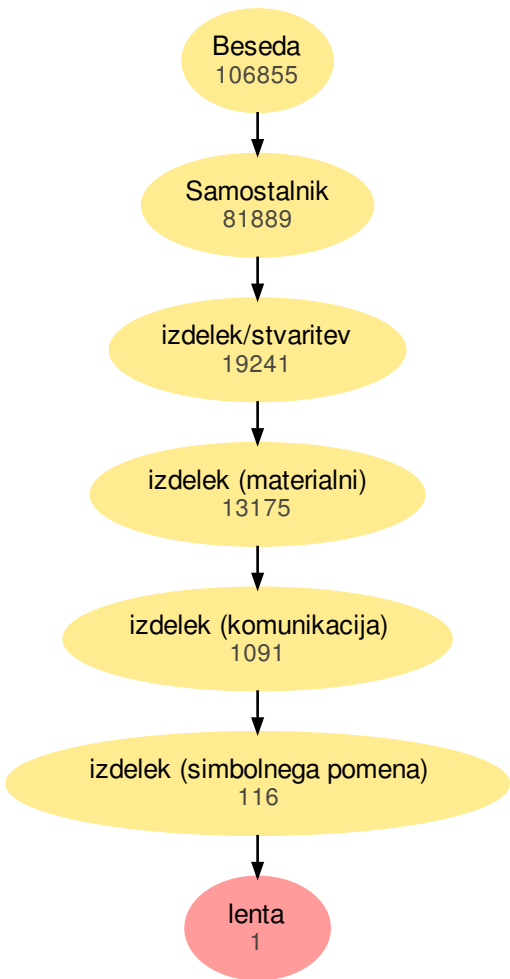 Beseda
106855
Samostalnik
81889
izdelek/stvaritev
19241
izdelek (materialni)
13175
izdelek (komunikacija)
1091
izdelek (simbolnega pomena)
116
lenta
1